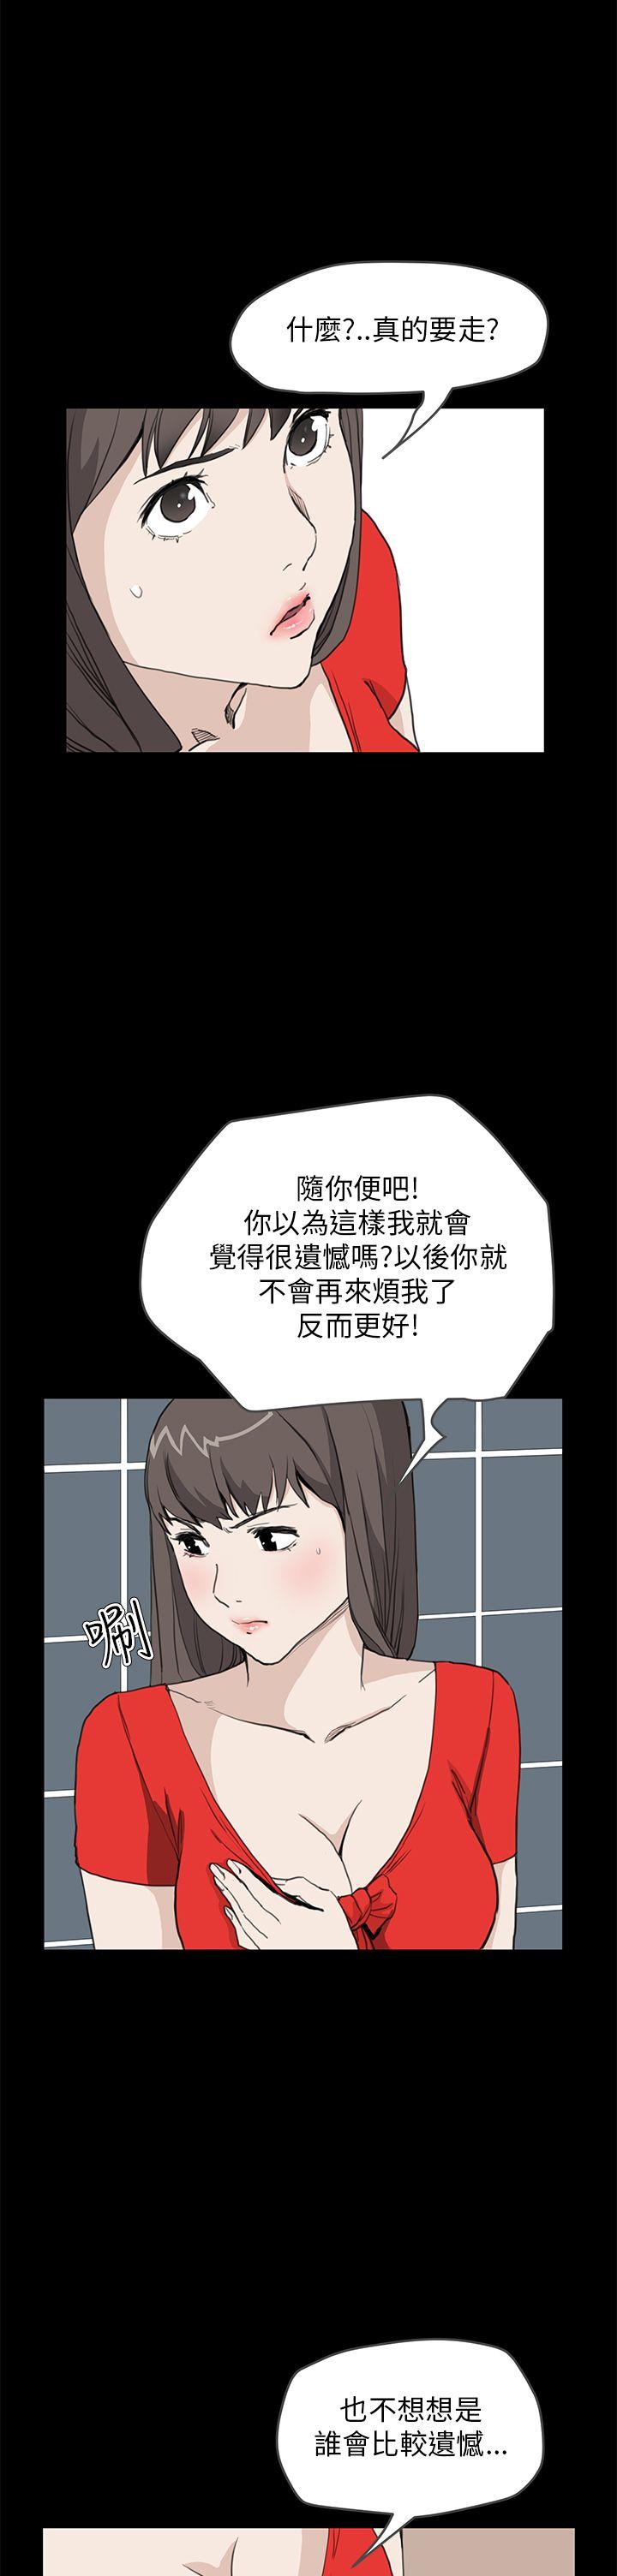 什麼?..真的要走?
隨你便吧!
你以為這樣我就會
覺得很遺憾嗎?以後你就
不會再來煩我了
反而更好!
唰
也不想想是
誰會比較遺憾...